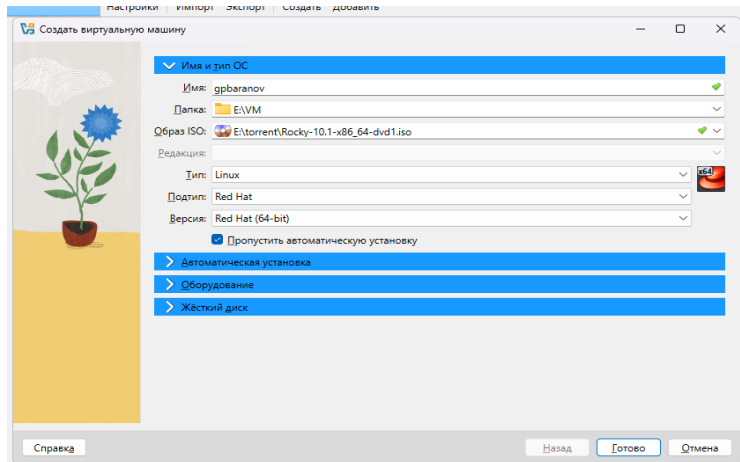 Настройки Импорт Экспорт Создать Добавить
Создать виртуальную машину
Имя и тип ОС
Имя: gpbaranov
Папка: E:\VM
Образ ISO: E:\torrent\Rocky-10.1-x86_64-dvd1.iso
Редакция:
Тип: Linux
x64
Подтип: Red Hat
Версия: Red Hat (64-bit)
Пропустить автоматическую установку
Автоматическая установка
Оборудование
Жёсткий диск
Справка Назад Готово Отмена